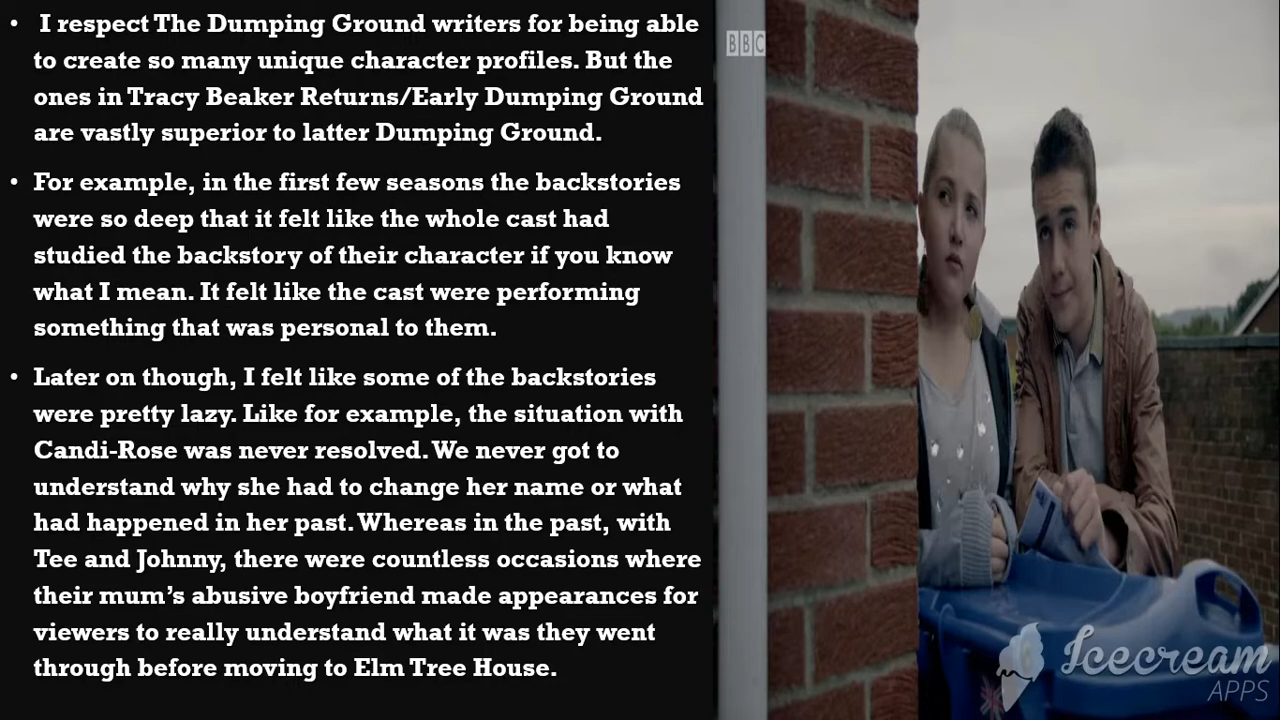 • I respect The Dumping Ground writers for being able
to create so many unique character profiles. But the
ones in Tracy Beaker Returns/Early Dumping Ground
are vastly superior to latter Dumping Ground.
• For example, in the first few seasons the backstories
were so deep that it felt like the whole cast had
studied the backstory of their character if you know
what I mean. It felt like the cast were performing
something that was personal to them.
• Later on though, I felt like some of the backstories
were pretty lazy. Like for example, the situation with
Candi-Rose was never resolved. We never got to
understand why she had to change her name or what
had happened in her past. Whereas in the past, with
Tee and Johnny, there were countless occasions where
their mum's abusive boyfriend made appearances for
viewers to really understand what it was they went
through before moving to Elm Tree House.
BBC
Icecream
APPS